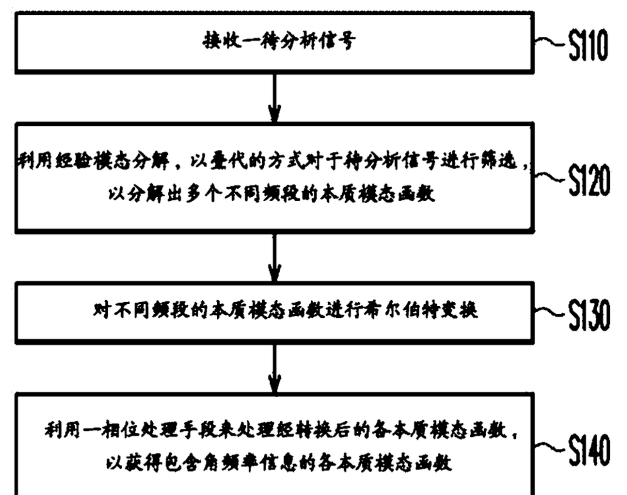 接收一待分析信号
S110
利用经验模态分解，以叠代的方式对于待分析信号进行筛选，
以分解出多个不同频段的本质模态函数
S120
对不同频段的本质模态函数进行希尔伯特变换
S130
利用一相位处理手段来处理经转换后的各本质模态函数，
以获得包含角频率信息的各本质模态函数
S140